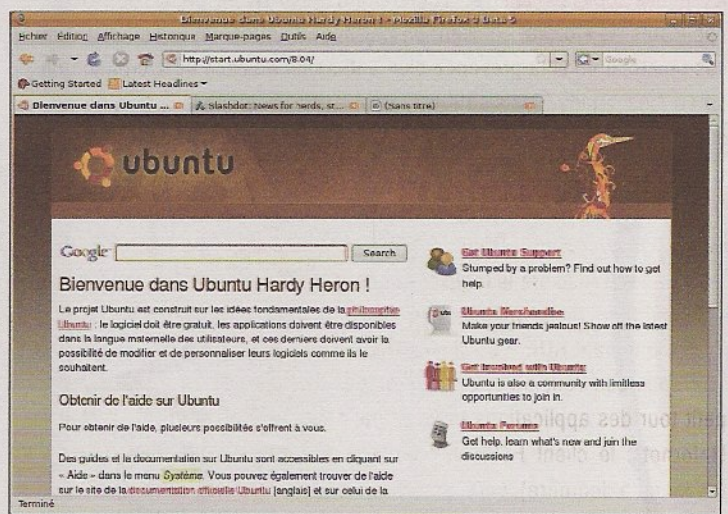 Bienvenue dans Ubuntu Hardy Heron ! - Mozilla Firefox 3 Beta 5
Fichier Édition Affichage Historique Marque-pages Outils Aide
http://start.ubuntu.com/8.04/
Google
Getting Started Latest Headlines
Bienvenue dans Ubuntu ... Slashdot: News for nerds, st... (Sans titre)
ubuntu
Google Search
Bienvenue dans Ubuntu Hardy Heron !
Le projet Ubuntu est construit sur les idées fondamentales de la philosophie
Ubuntu : le logiciel doit être gratuit, les applications doivent être disponibles
dans la langue maternelle des utilisateurs, et ces derniers doivent avoir la
possibilité de modifier et de personnaliser leurs logiciels comme ils le
souhaitent.
Obtenir de l'aide sur Ubuntu
Pour obtenir de l'aide, plusieurs possibilités s'offrent à vous.
Des guides et la documentation sur Ubuntu sont accessibles en cliquant sur
« Aide » dans le menu Système. Vous pouvez également trouver de l'aide
sur le site de la documentation officielle Ubuntu [anglais] et sur celui de la
Get Ubuntu Support
Stumped by a problem? Find out how to get
help.
Ubuntu Merchandise
Make your friends jealous! Show off the latest
Ubuntu gear.
Get Involved with Ubuntu
Ubuntu is also a community with limitless
opportunities to join in.
Ubuntu Forums
Get help, learn what's new and join the
discussions
Terminé